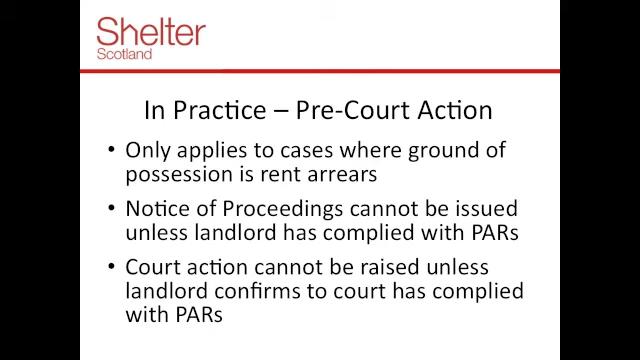 Shelter
Scotland
In Practice – Pre-Court Action
• Only applies to cases where ground of
possession is rent arrears
• Notice of Proceedings cannot be issued
unless landlord has complied with PARs
• Court action cannot be raised unless
landlord confirms to court has complied
with PARs